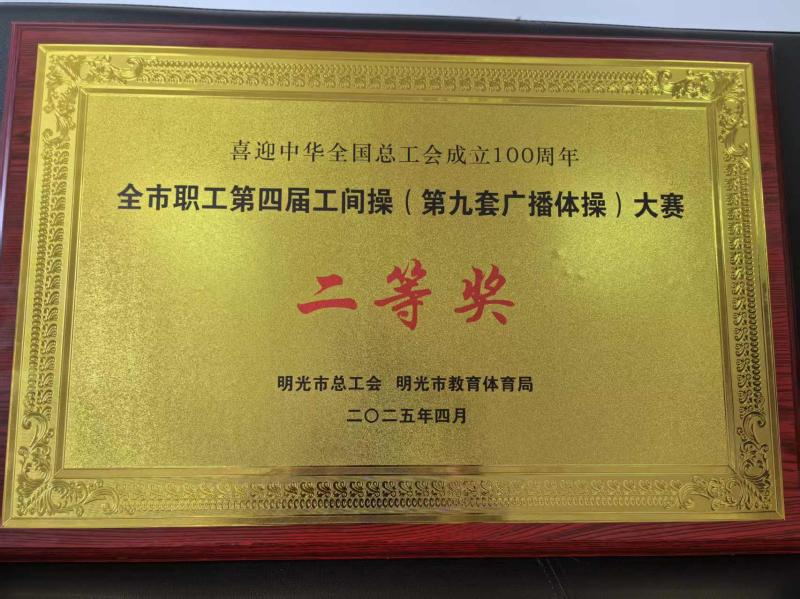 喜迎中华全国总工会成立100周年
全市职工第四届工间操（第九套广播体操）大赛
二等奖
明光市总工会 明光市教育体育局
二〇二五年四月